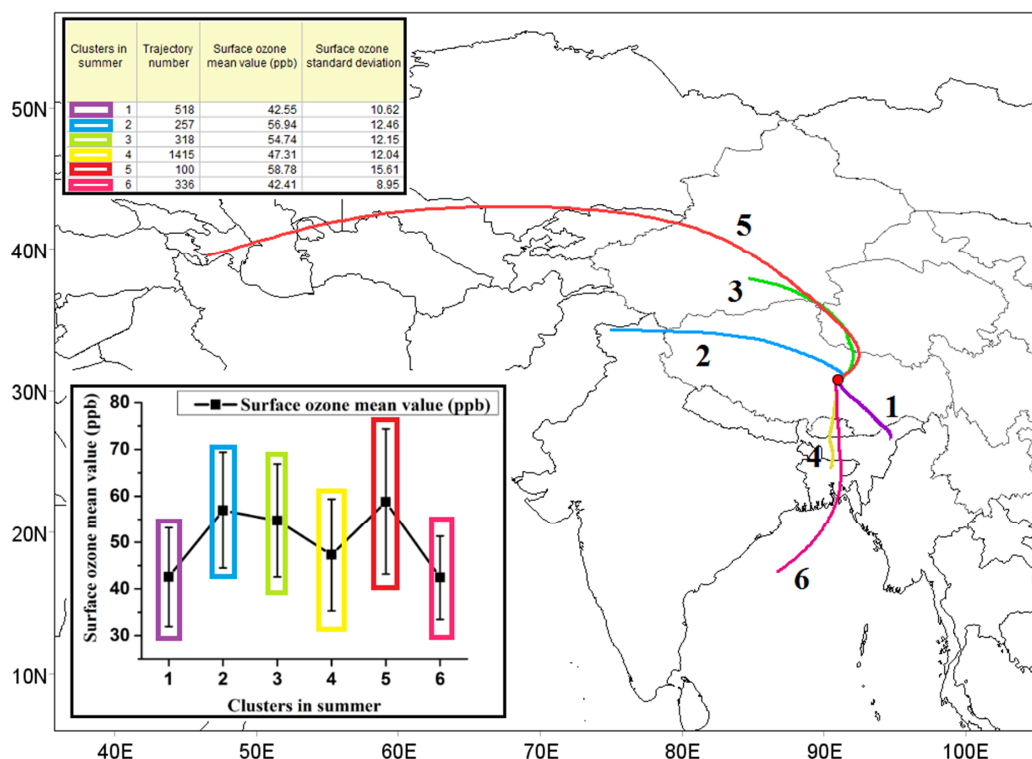 Clusters in summer Trajectory number Surface ozone mean value (ppb) Surface ozone standard deviation
1 518 42.55 10.62
2 257 56.94 12.46
3 318 54.74 12.15
4 1415 47.31 12.04
5 100 58.78 15.61
6 336 42.41 8.95
50N
40N
30N
20N
10N
5
3
2
1
4
6
Surface ozone mean value (ppb)
80
70
60
50
40
30
Surface ozone mean value (ppb)
1 2 3 4 5 6
Clusters in summer
40E 50E 60E 70E 80E 90E 100E